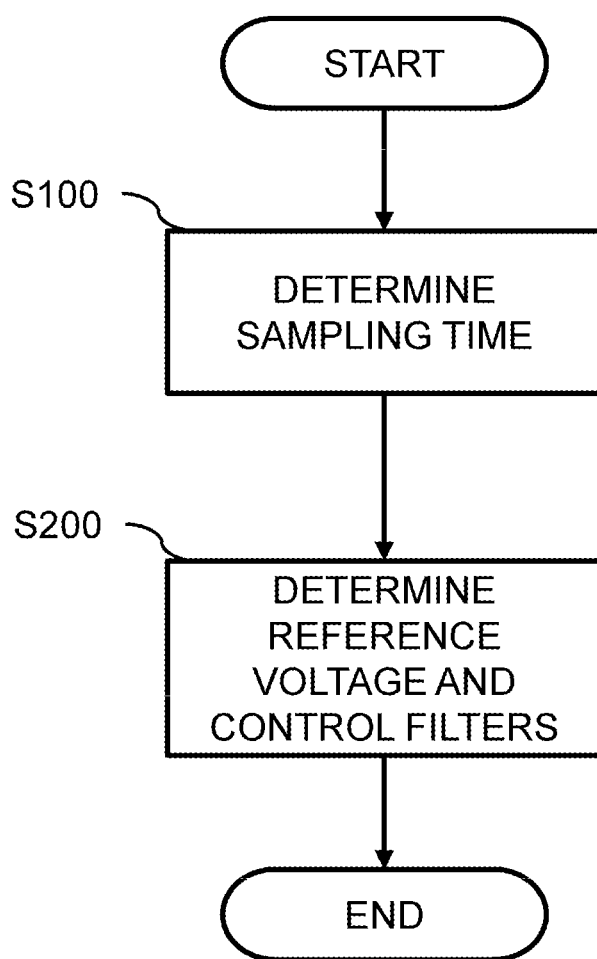 START
S100
DETERMINE
SAMPLING TIME
S200
DETERMINE
REFERENCE
VOLTAGE AND
CONTROL FILTERS
END